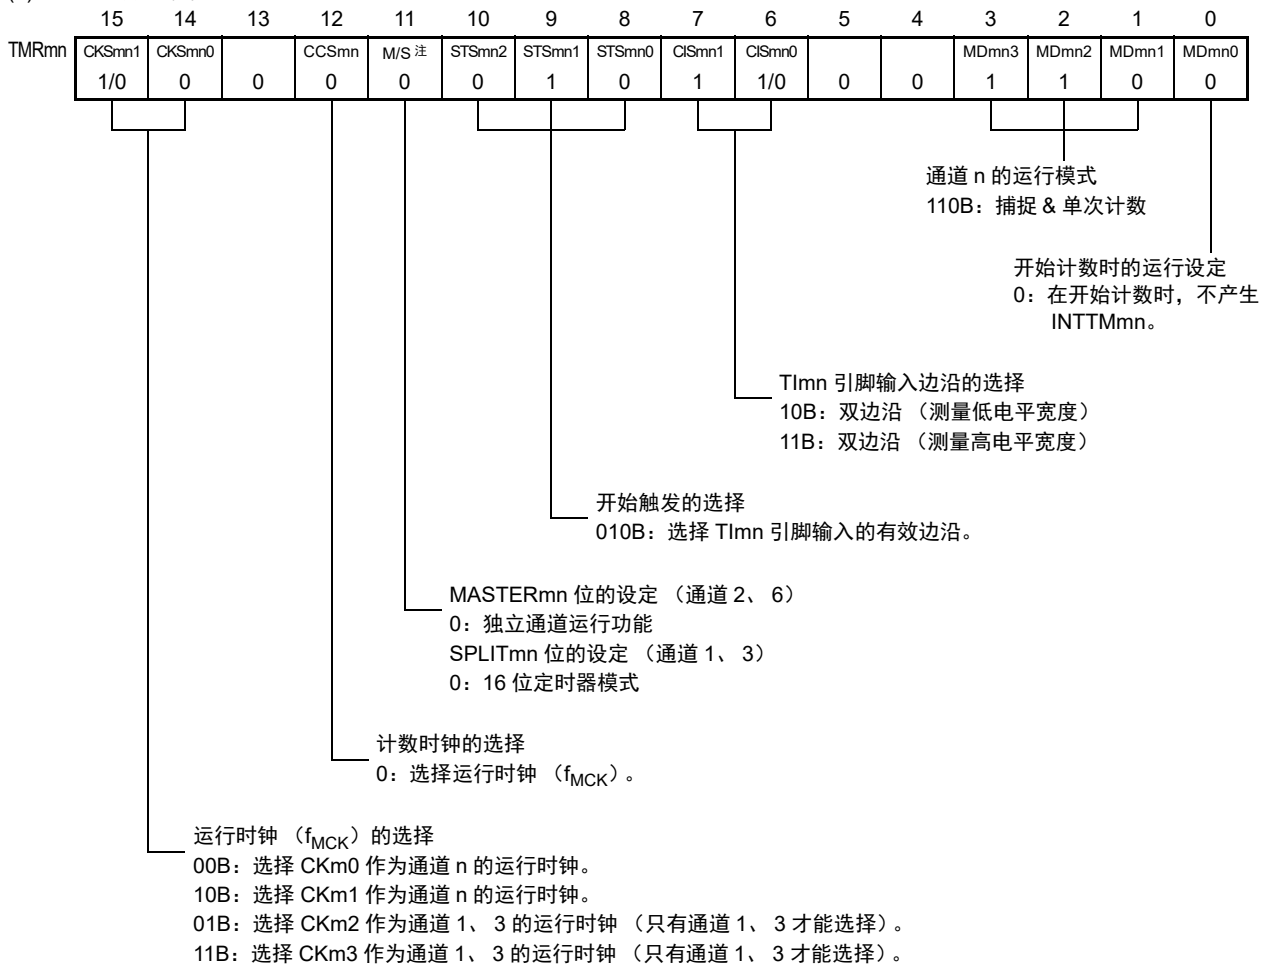 15 14 13 12 11 10 9 8 7 6 5 4 3 2 1 0
TMRmn CKSmn1 CKSmn0 CCSmn M/S 注 STSmn2 STSmn1 STSmn0 CISmn1 CISmn0 MDmn3 MDmn2 MDmn1 MDmn0
1/0 0 0 0 0 0 1 0 1 1/0 0 0 1 1 0 0
通道 n 的运行模式
110B：捕捉 & 单次计数
开始计数时的运行设定
0：在开始计数时，不产生
INTTMmn。
TImn 引脚输入边沿的选择
10B：双边沿 （测量低电平宽度）
11B：双边沿 （测量高电平宽度）
开始触发的选择
010B：选择 TImn 引脚输入的有效边沿。
MASTERmn 位的设定 （通道 2、 6）
0：独立通道运行功能
SPLITmn 位的设定 （通道 1、 3）
0：16 位定时器模式
计数时钟的选择
0：选择运行时钟 （fMCK）。
运行时钟 （fMCK）的选择
00B：选择 CKm0 作为通道 n 的运行时钟。
10B：选择 CKm1 作为通道 n 的运行时钟。
01B：选择 CKm2 作为通道 1、 3 的运行时钟 （只有通道 1、 3 才能选择）。
11B：选择 CKm3 作为通道 1、 3 的运行时钟 （只有通道 1、 3 才能选择）。